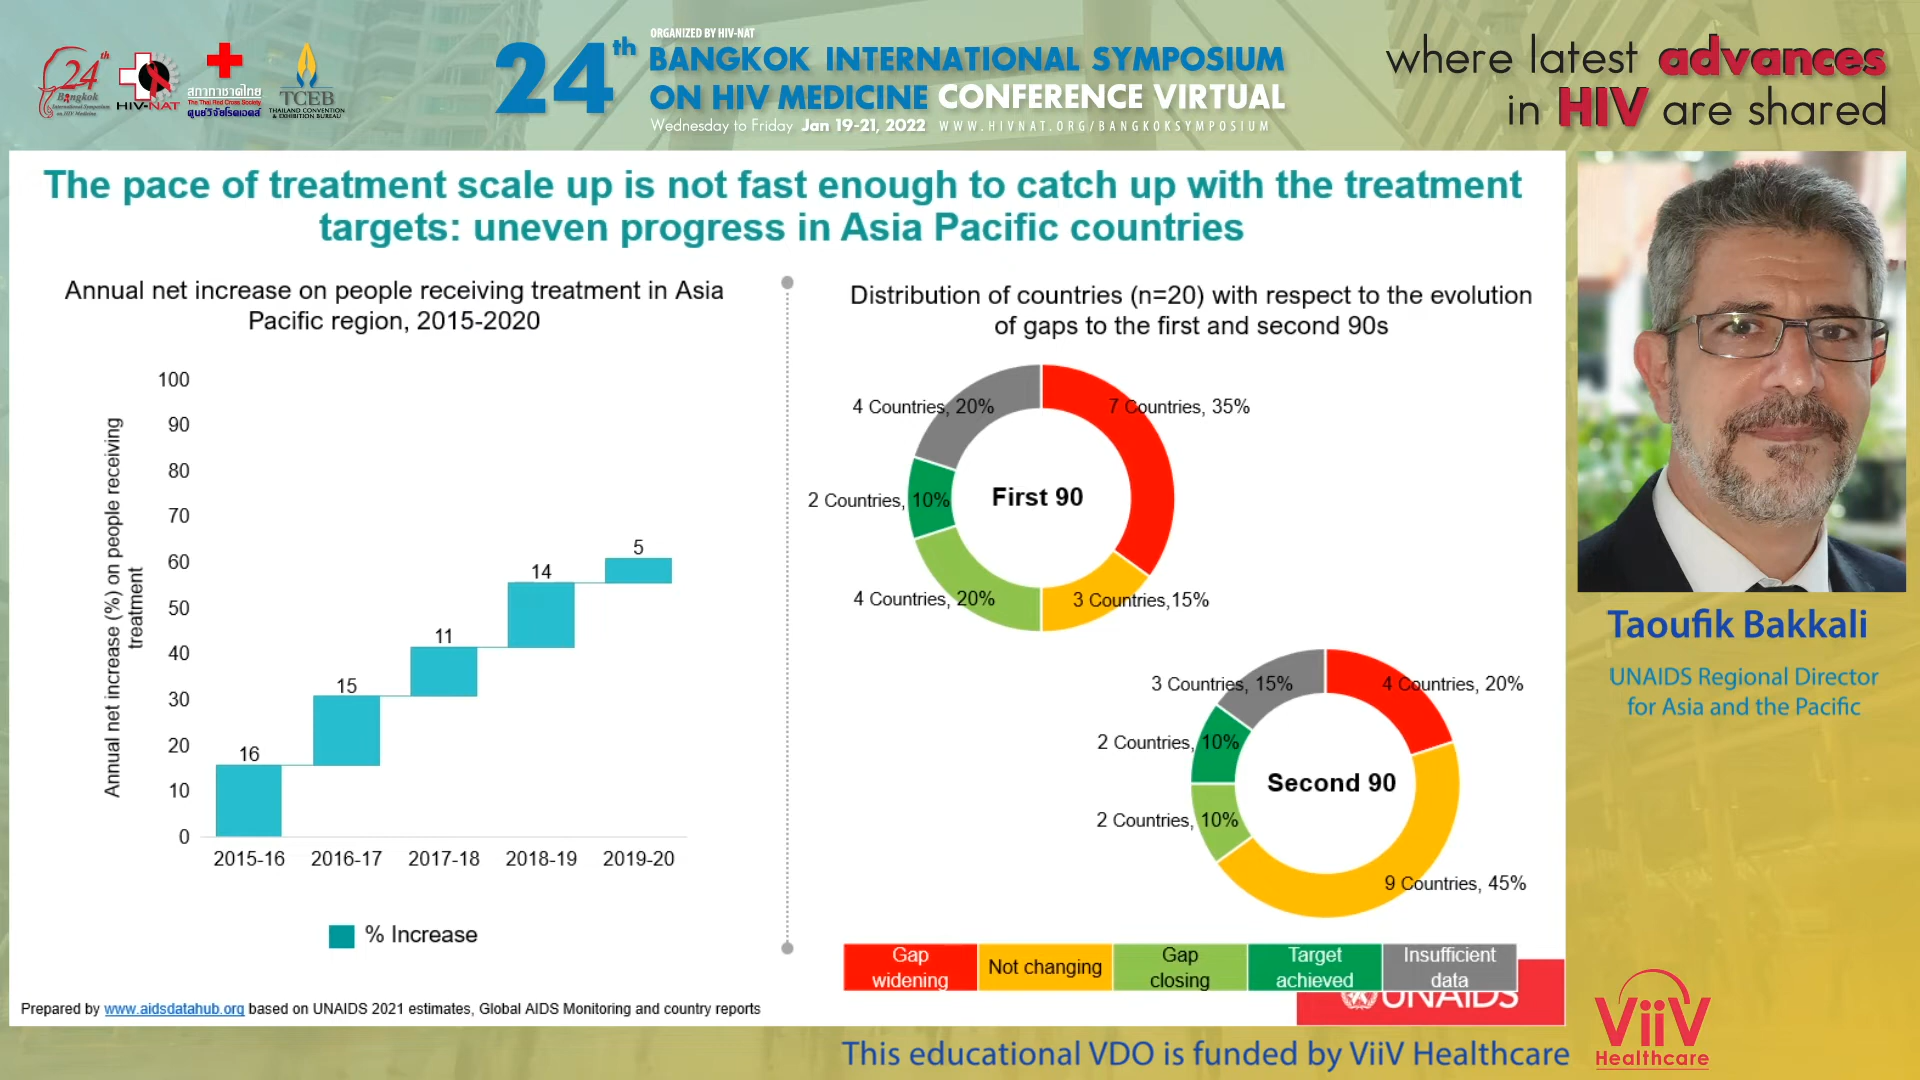 24th
Bangkok
International Symposium
on HIV Medicine
HIV-NAT
สภากาชาดไทย
The Thai Red Cross Society
ศูนย์วิจัยโรคเอดส์
TCEB
THAILAND CONVENTION
& EXHIBITION BUREAU
ORGANIZED BY HIV-NAT
24th BANGKOK INTERNATIONAL SYMPOSIUM
ON HIV MEDICINE CONFERENCE VIRTUAL
Wednesday to Friday Jan 19-21, 2022 WWW.HIVNAT.ORG/BANGKOKSYMPOSIUM
where latest advances
in HIV are shared
The pace of treatment scale up is not fast enough to catch up with the treatment
targets: uneven progress in Asia Pacific countries
Annual net increase on people receiving treatment in Asia
Pacific region, 2015-2020
Annual net increase (%) on people receiving
treatment
100
90
80
70
60
50
40
30
20
10
0
16
15
11
14
5
2015-16 2016-17 2017-18 2018-19 2019-20
% Increase
Prepared by www.aidsdatahub.org based on UNAIDS 2021 estimates, Global AIDS Monitoring and country reports
Distribution of countries (n=20) with respect to the evolution
of gaps to the first and second 90s
4 Countries, 20%
7 Countries, 35%
2 Countries, 10%
First 90
4 Countries, 20%
3 Countries,15%
3 Countries, 15%
4 Countries, 20%
2 Countries, 10%
Second 90
2 Countries, 10%
9 Countries, 45%
Gap
widening
Not changing
Gap
closing
Target
achieved
Insufficient
data
UNAIDS
Taoufik Bakkali
UNAIDS Regional Director
for Asia and the Pacific
This educational VDO is funded by ViiV Healthcare
ViiV
Healthcare